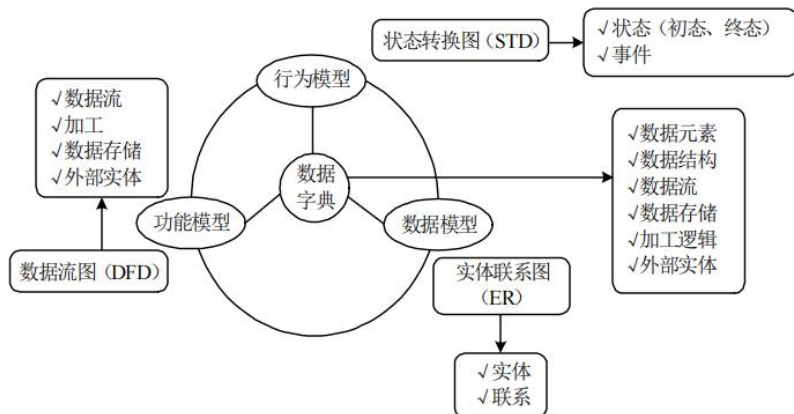 状态转换图(STD)
√状态(初态、终态)
√事件
行为模型
√数据流
√加工
√数据存储
√外部实体
数据
字典
功能模型
数据模型
√数据元素
√数据结构
√数据流
√数据存储
√加工逻辑
√外部实体
数据流图(DFD)
实体联系图
(ER)
√实体
√联系